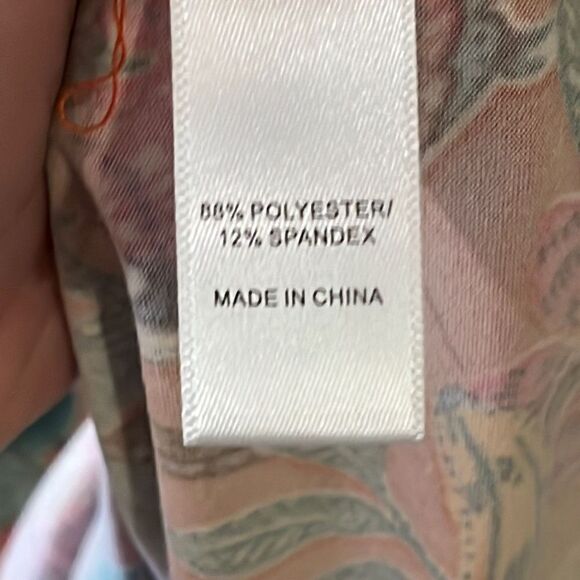 88% POLYESTER/
12% SPANDEX
MADE IN CHINA